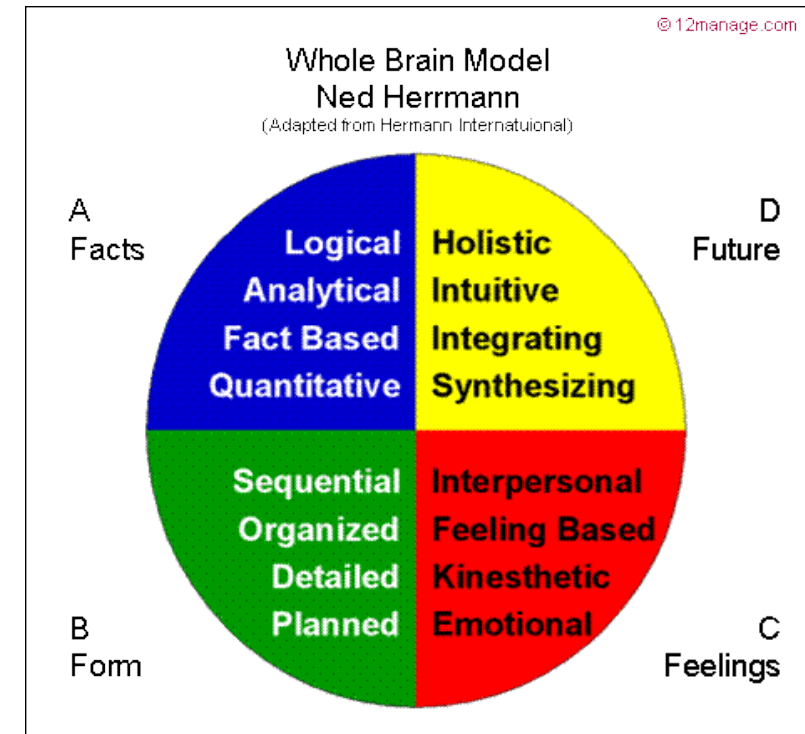 © 12manage.com
Whole Brain Model
Ned Herrmann
(Adapted from Hermann Internatuional)
A
Facts
D
Future
Logical
Analytical
Fact Based
Quantitative
Holistic
Intuitive
Integrating
Synthesizing
Sequential
Organized
Detailed
Planned
Interpersonal
Feeling Based
Kinesthetic
Emotional
B
Form
C
Feelings